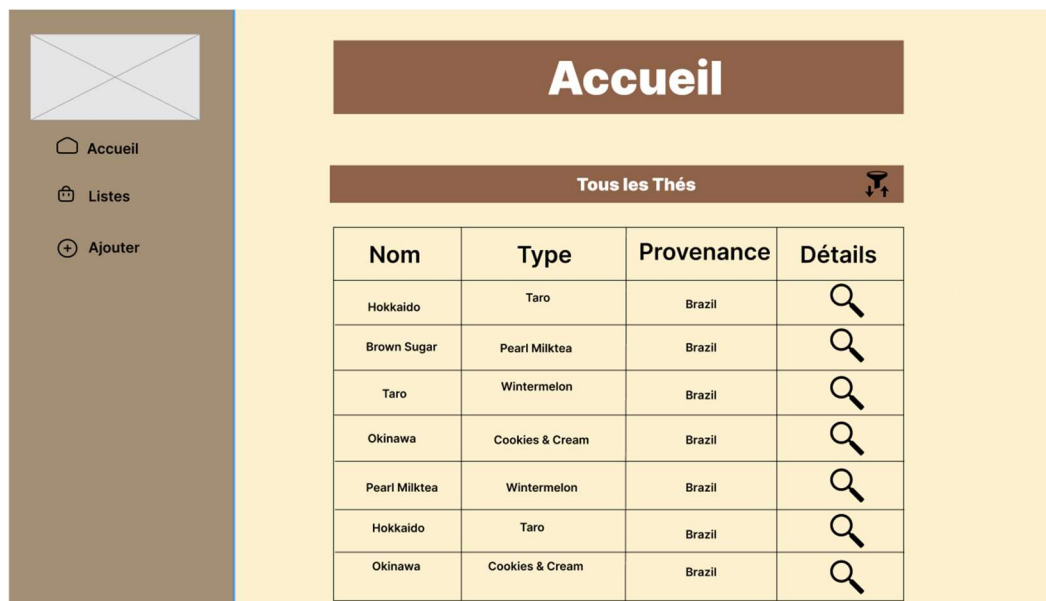 Accueil
Listes
Ajouter
Accueil
Tous les Thés
Nom Type Provenance Détails
Hokkaido Taro Brazil
Brown Sugar Pearl Milktea Brazil
Taro Wintermelon Brazil
Okinawa Cookies & Cream Brazil
Pearl Milktea Wintermelon Brazil
Hokkaido Taro Brazil
Okinawa Cookies & Cream Brazil